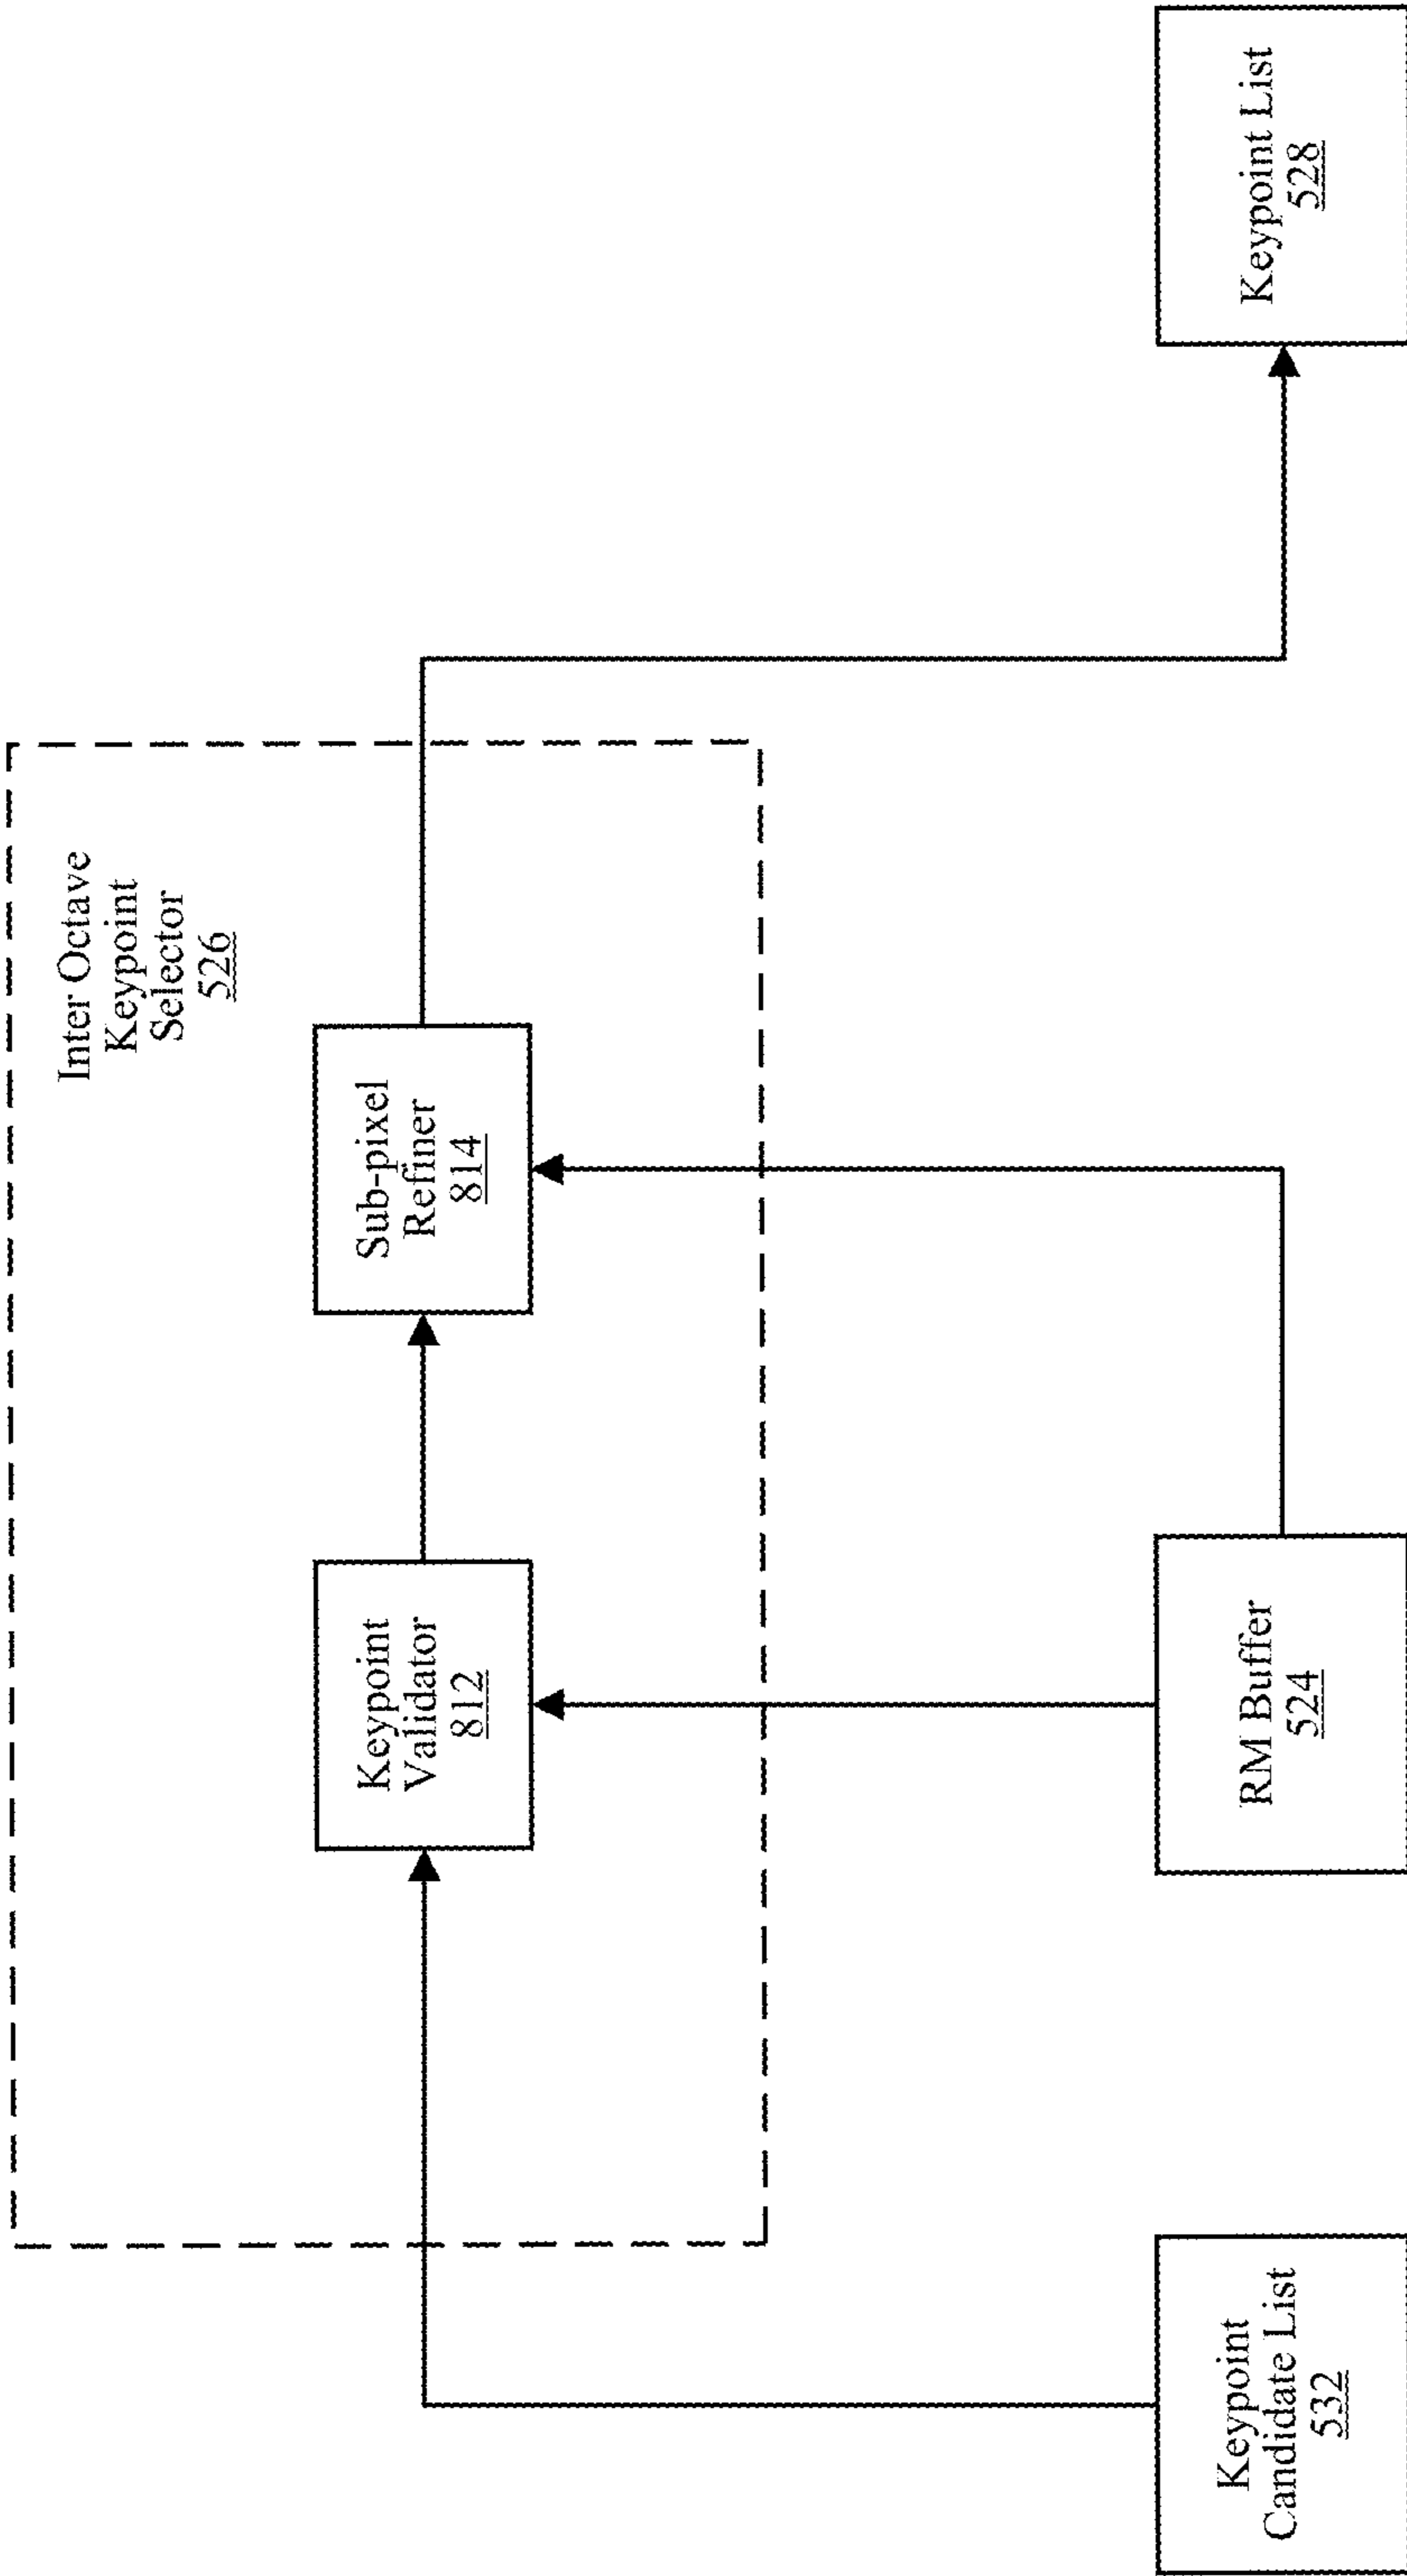 Inter Octave
Keypoint
Selector
526
Keypoint
Validator
812
Sub-pixel
Refiner
814
Keypoint
Candidate List
532
RM Buffer
524
Keypoint List
528